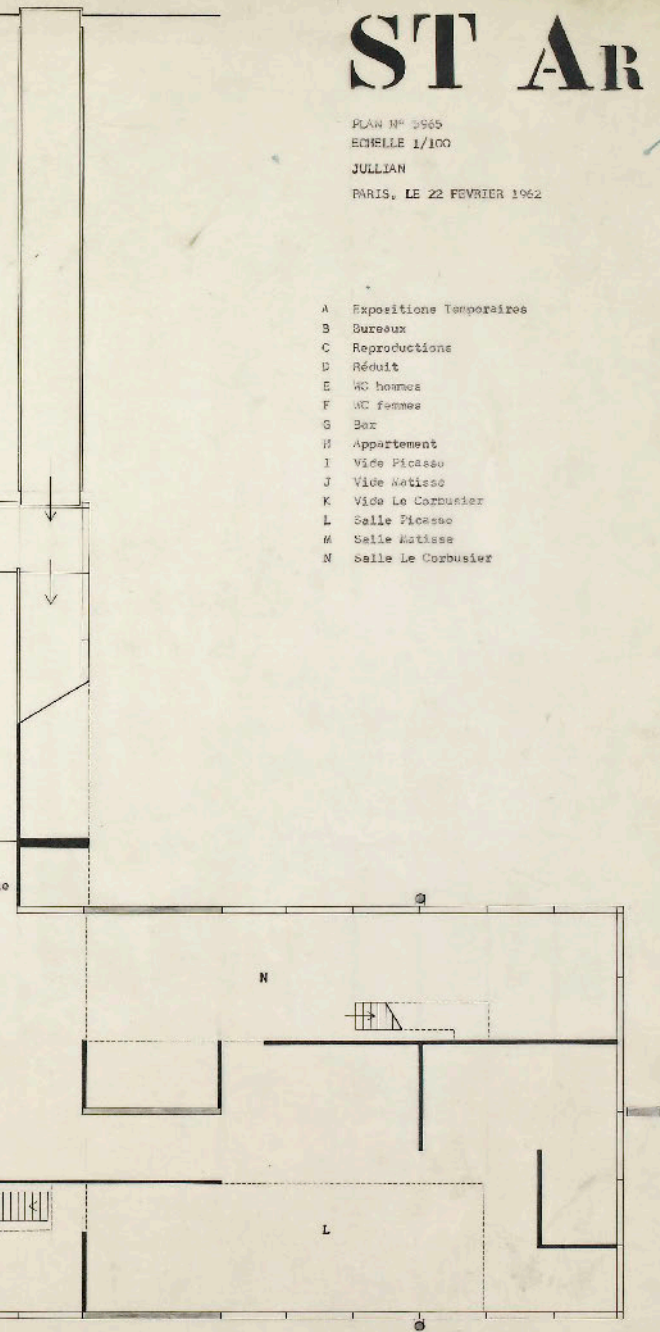 ST AR
PLAN Nº 5965
ECHELLE 1/100
JULLIAN
PARIS, LE 22 FEVRIER 1962
A Expositions Temporaires
B Bureaux
C Reproductions
D Réduit
E WC hommes
F WC femmes
G Bar
H Appartement
I Vide Picasso
J Vide Matisse
K Vide Le Corbusier
L Salle Picasso
M Salle Matisse
N Salle Le Corbusier
N
L